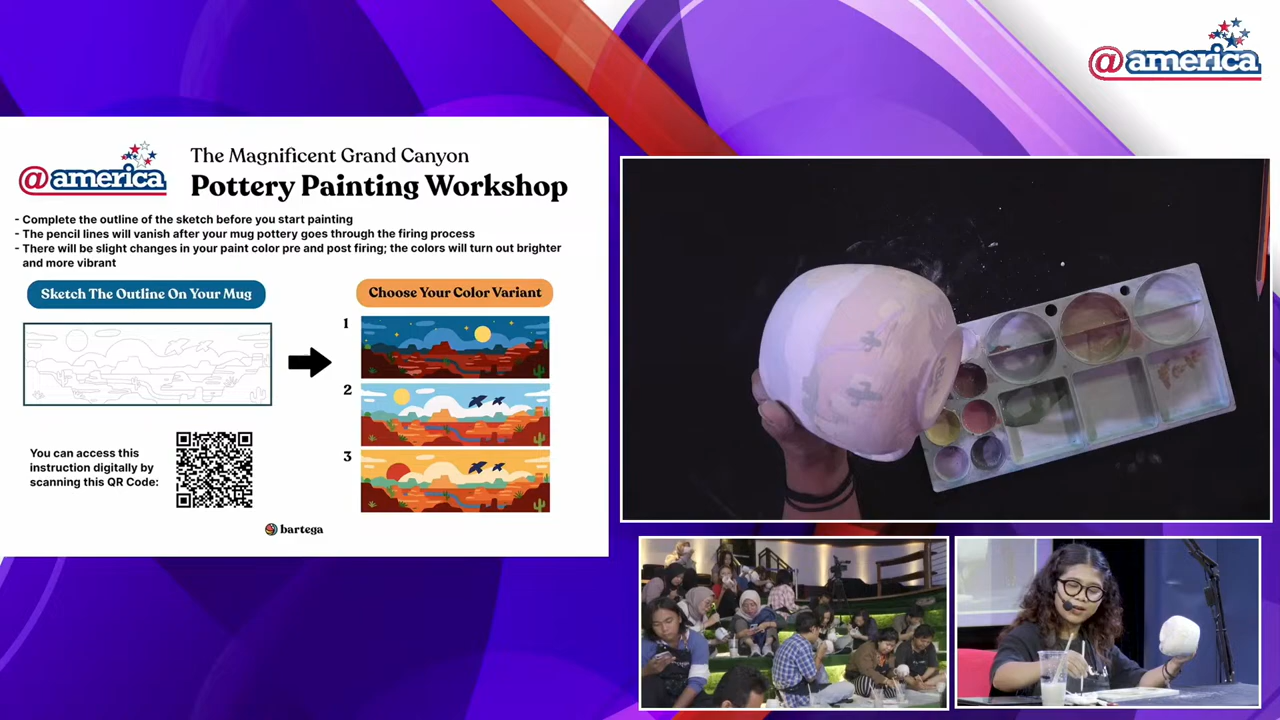 @america
@america
The Magnificent Grand Canyon
Pottery Painting Workshop
- Complete the outline of the sketch before you start painting
- The pencil lines will vanish after your mug pottery goes through the firing process
- There will be slight changes in your paint color pre and post firing; the colors will turn out brighter
and more vibrant
Sketch The Outline On Your Mug
Choose Your Color Variant
1
2
3
You can access this
instruction digitally by
scanning this QR Code:
bartega